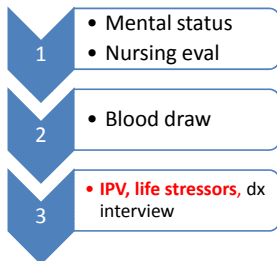 1
• Mental status
• Nursing eval
2
• Blood draw
3
• IPV, life stressors, dx
interview